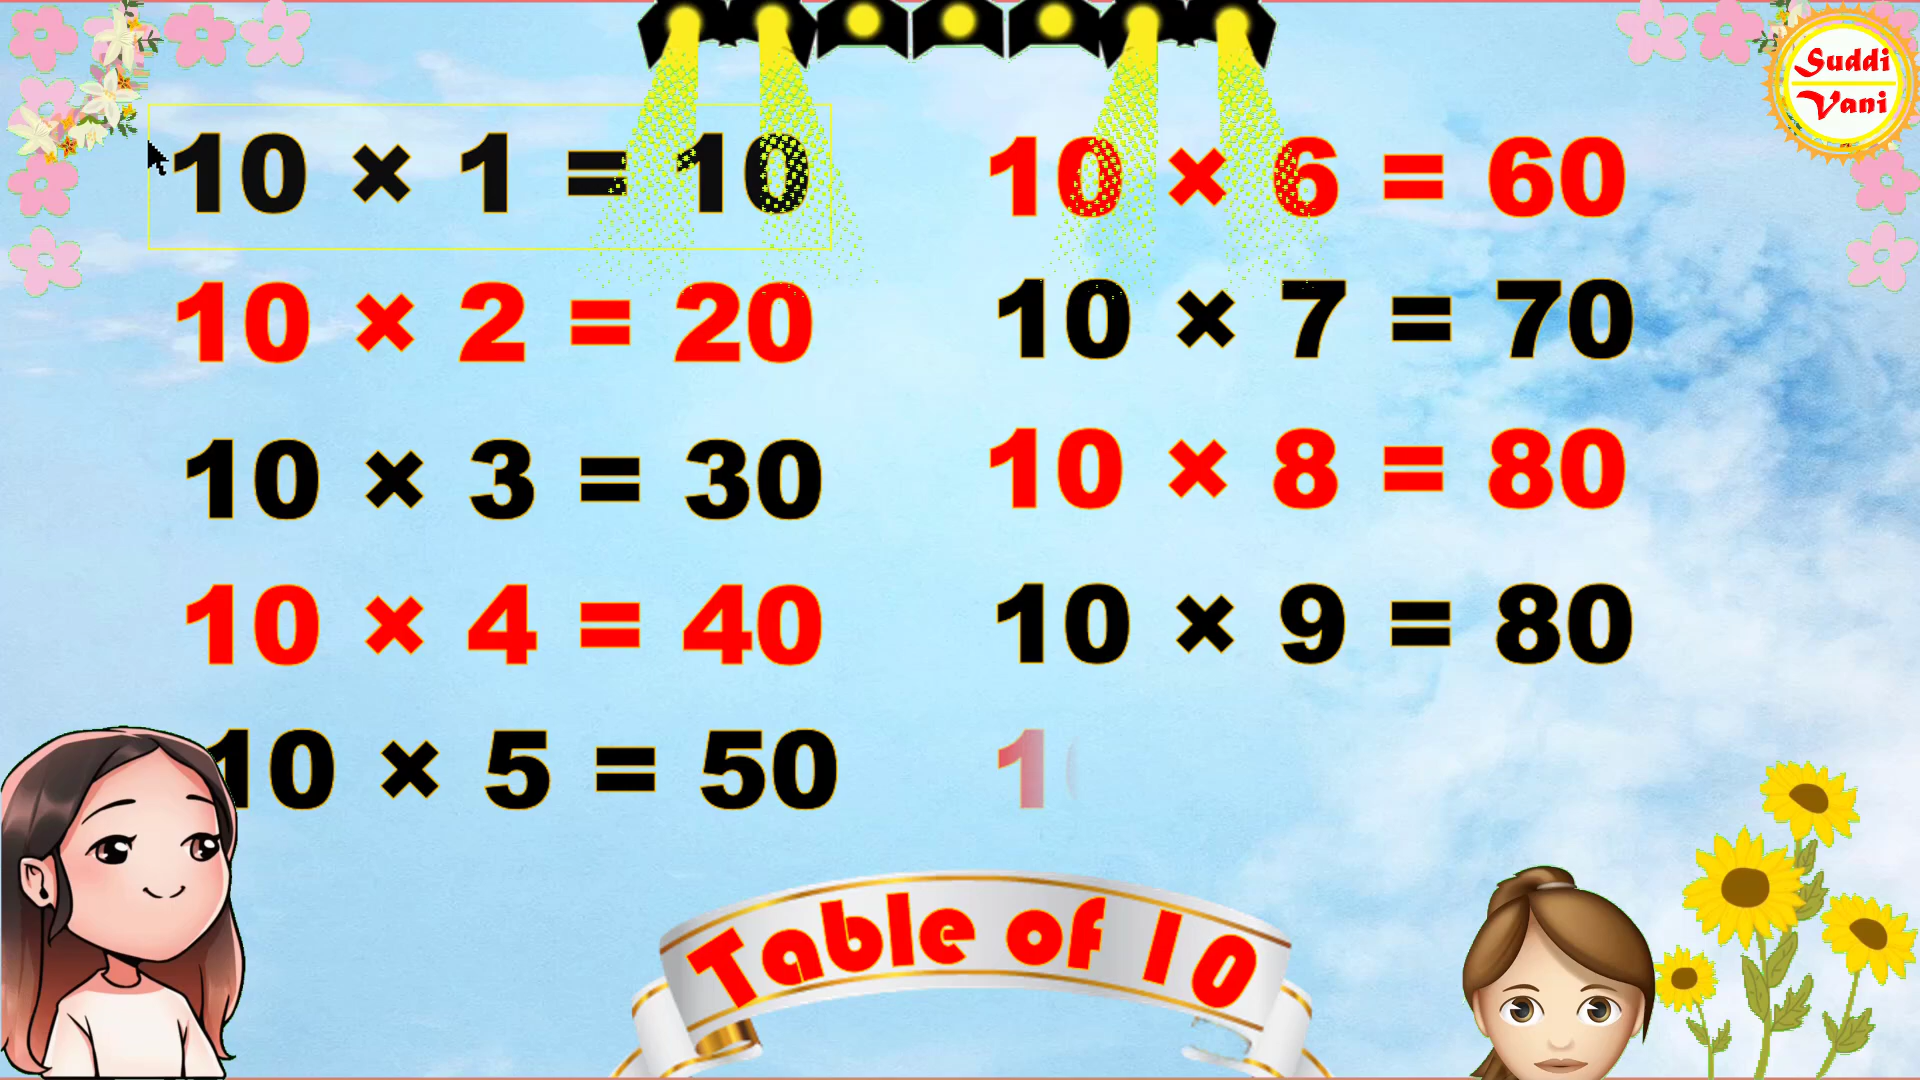 10 × 1 = 10
10 × 2 = 20
10 × 3 = 30
10 × 4 = 40
10 × 5 = 50
10 × 6 = 60
10 × 7 = 70
10 × 8 = 80
10 × 9 = 80
10
Table of 10
Suddi
Vani